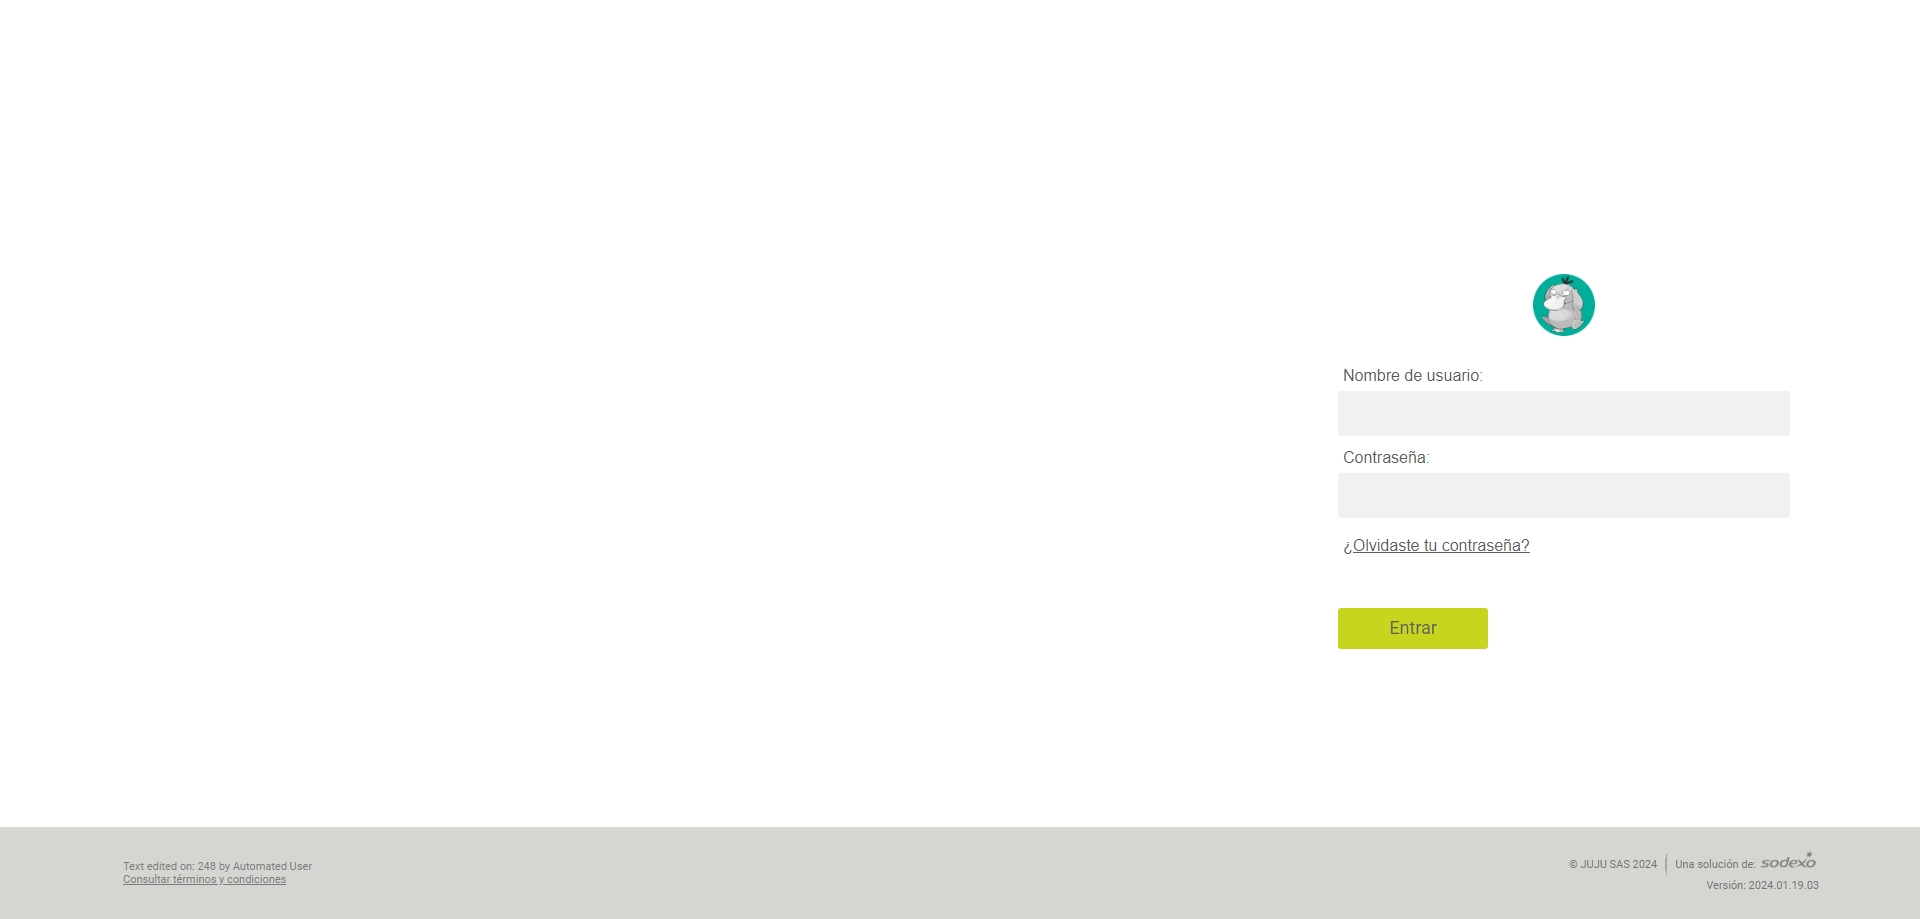 Nombre de usuario:
Contraseña:
¿Olvidaste tu contraseña?
Entrar
Text edited on: 248 by Automated User
Consultar términos y condiciones
© JUJU SAS 2024 Una solución de: sodexo
Versión: 2024.01.19.03